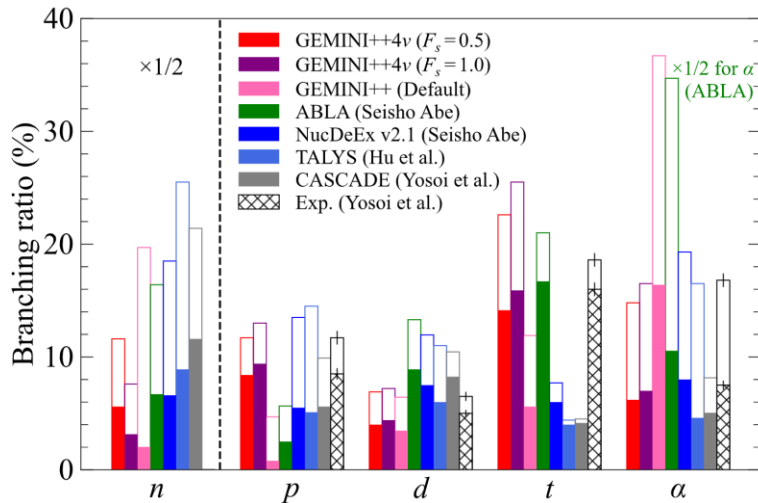 Branching ratio (%)
40
30
20
10
0
×1/2
GEMINI++4ν (Fs = 0.5)
GEMINI++4ν (Fs = 1.0)
GEMINI++ (Default)
ABLA (Seisho Abe)
NucDeEx v2.1 (Seisho Abe)
TALYS (Hu et al.)
CASCADE (Yosoi et al.)
Exp. (Yosoi et al.)
×1/2 for α
(ABLA)
n p d t α